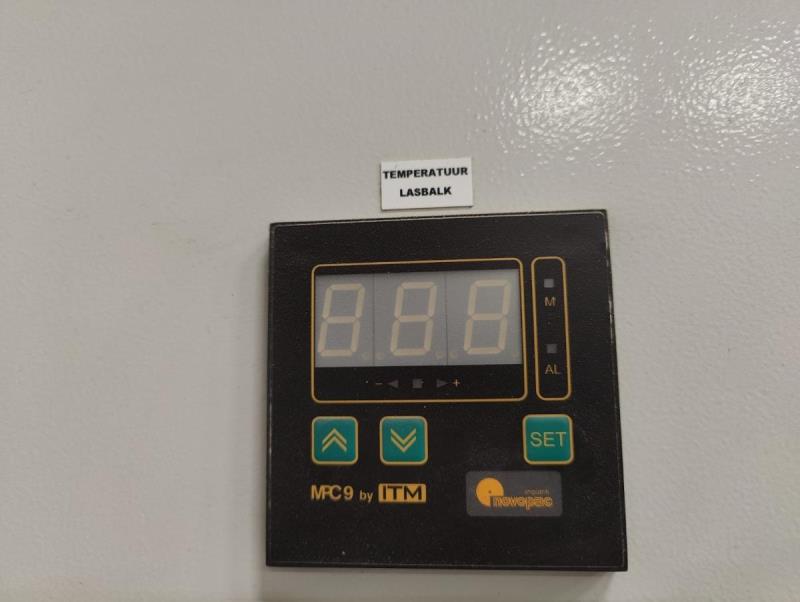 TEMPERATUUR
LASBALK
M
AL
- +
SET
MPC9 by ITM
novopac